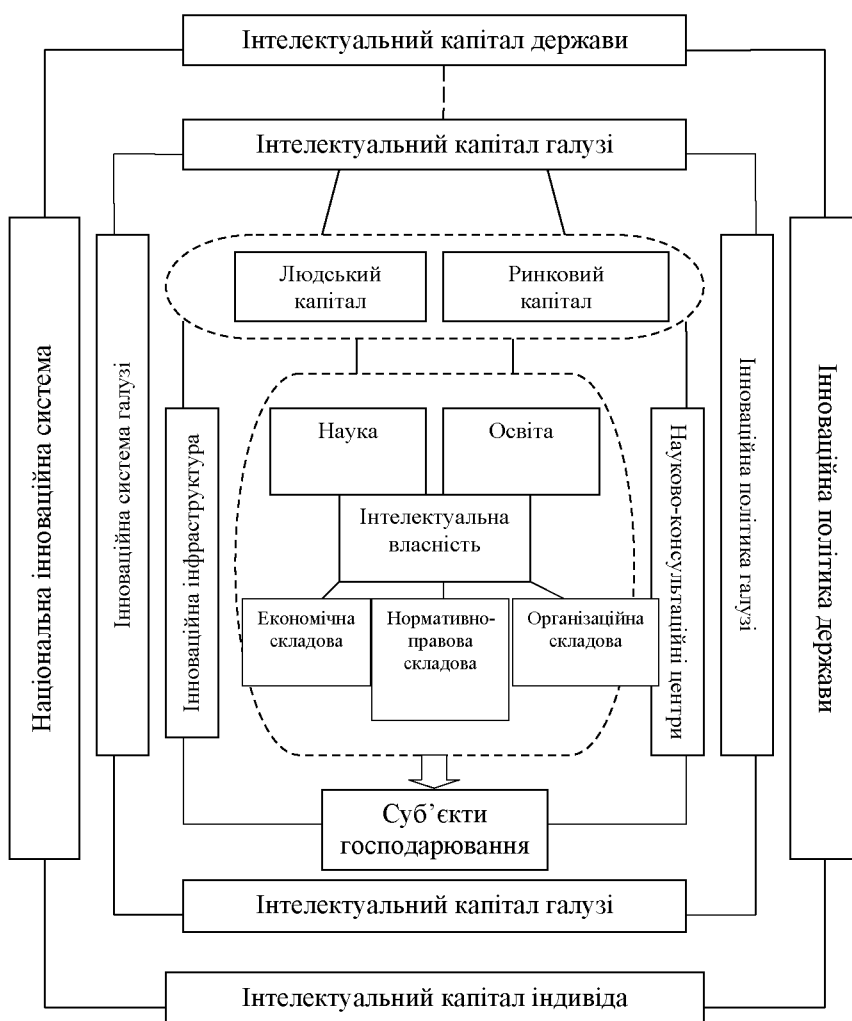 Інтелектуальний капітал держави
Інтелектуальний капітал галузі
Людський
капітал
Ринковий
капітал
Національна інноваційна система
Інноваційна система галузі
Інноваційна інфраструктура
Наука
Освіта
Інтелектуальна
власність
Економічна
складова
Нормативно-
правова
складова
Організаційна
складова
Науково-консультаційні центри
Інноваційна політика галузі
Інноваційна політика держави
Суб’єкти
господарювання
Інтелектуальний капітал галузі
Інтелектуальний капітал індивіда